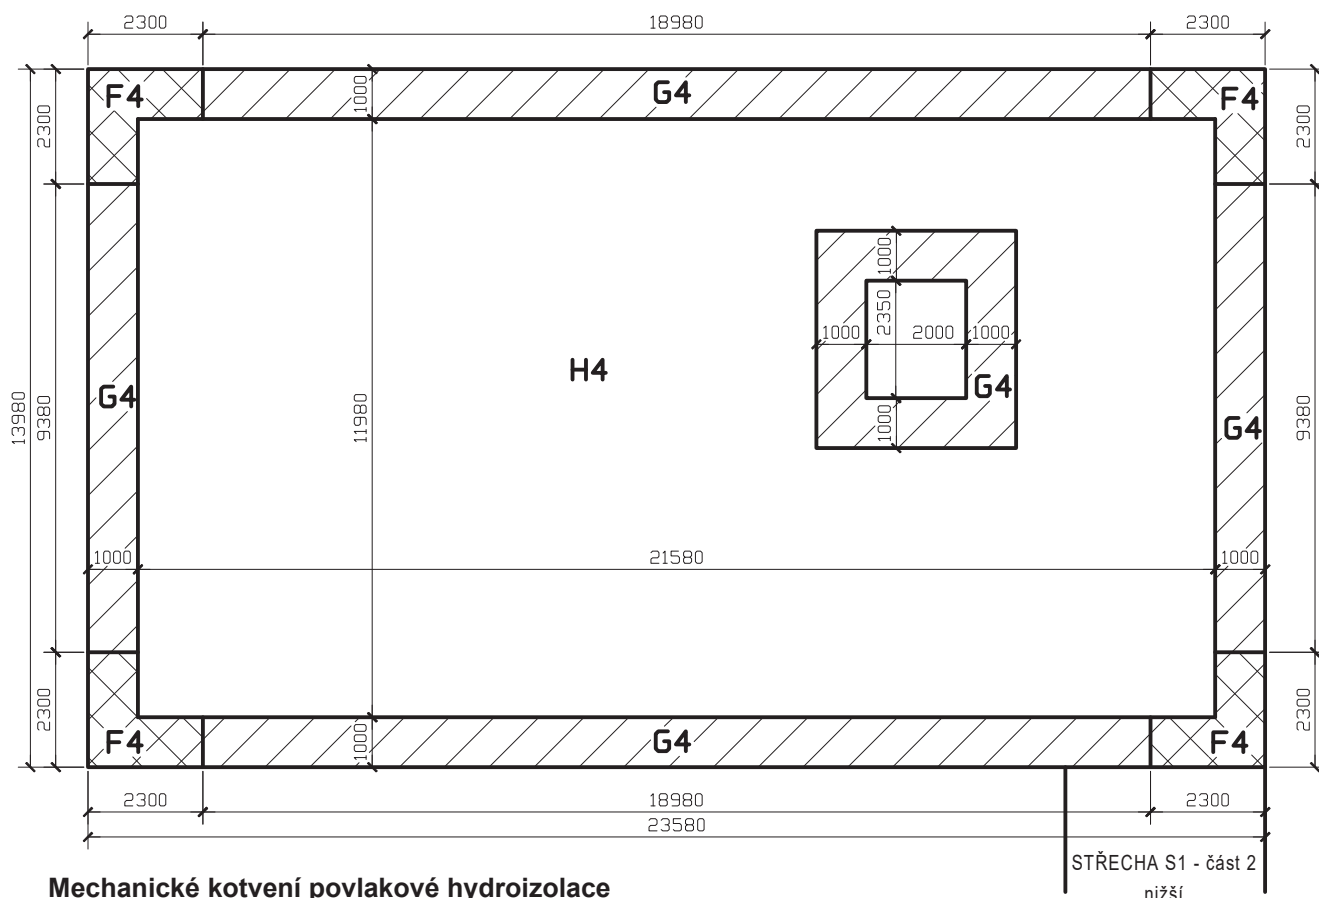 2300 18980 2300
F4 G4 F4
1000
2300 2300
1000
1000 2350 2000 1000
H4 G4
G4 G4
13980 9380 11980 1000 9380
1000 21580 1000
2300 2300
F4 G4 F4
1000
2300 18980 2300
23580
STŘECHA S1 - část 2
nižší
Mechanické kotvení povlakové hydroizolace